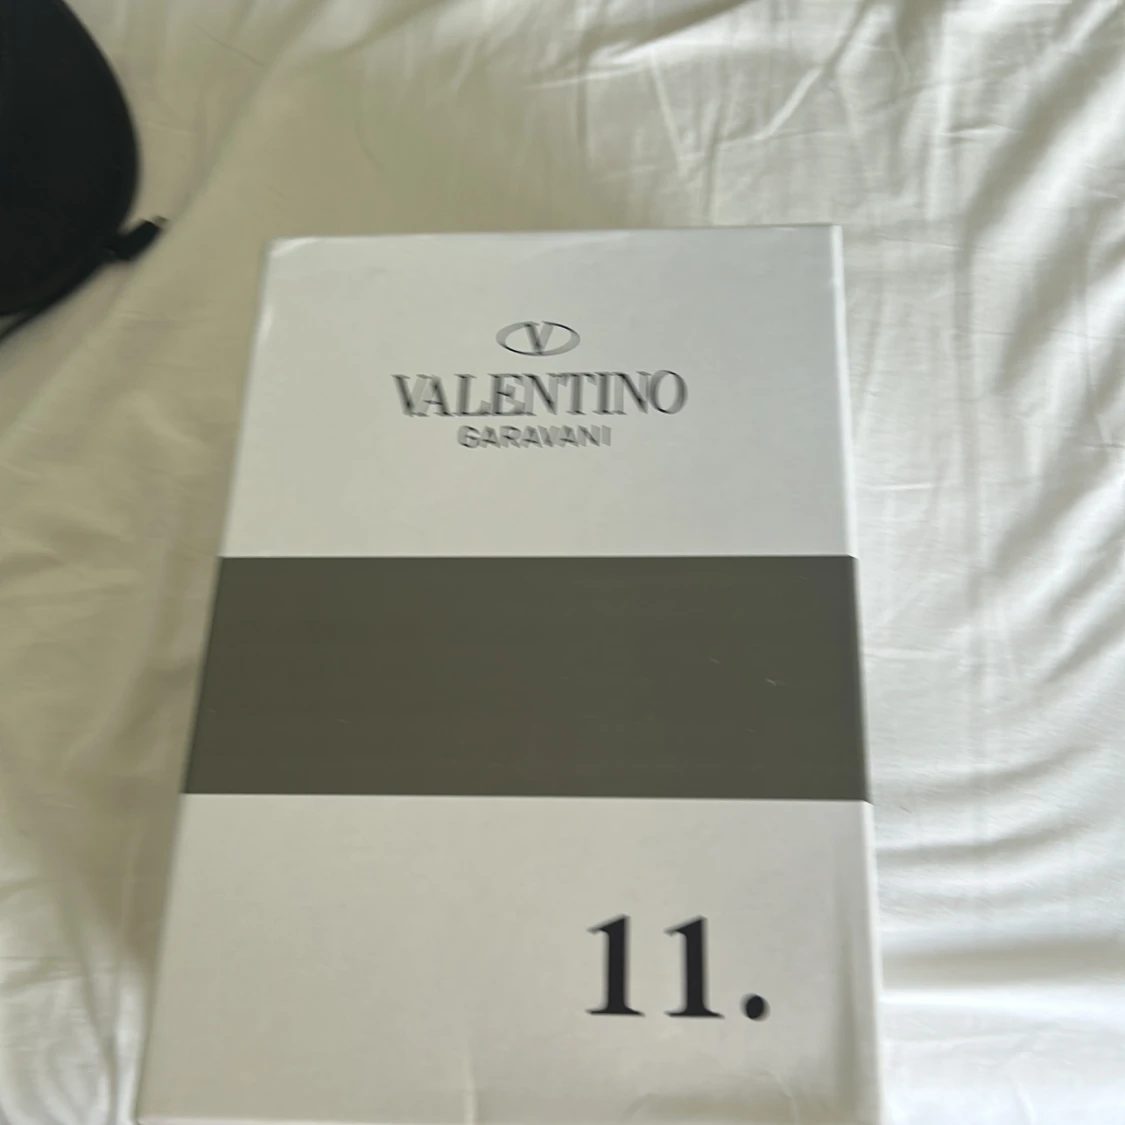 V
VALENTINO
GARAVANI
11.